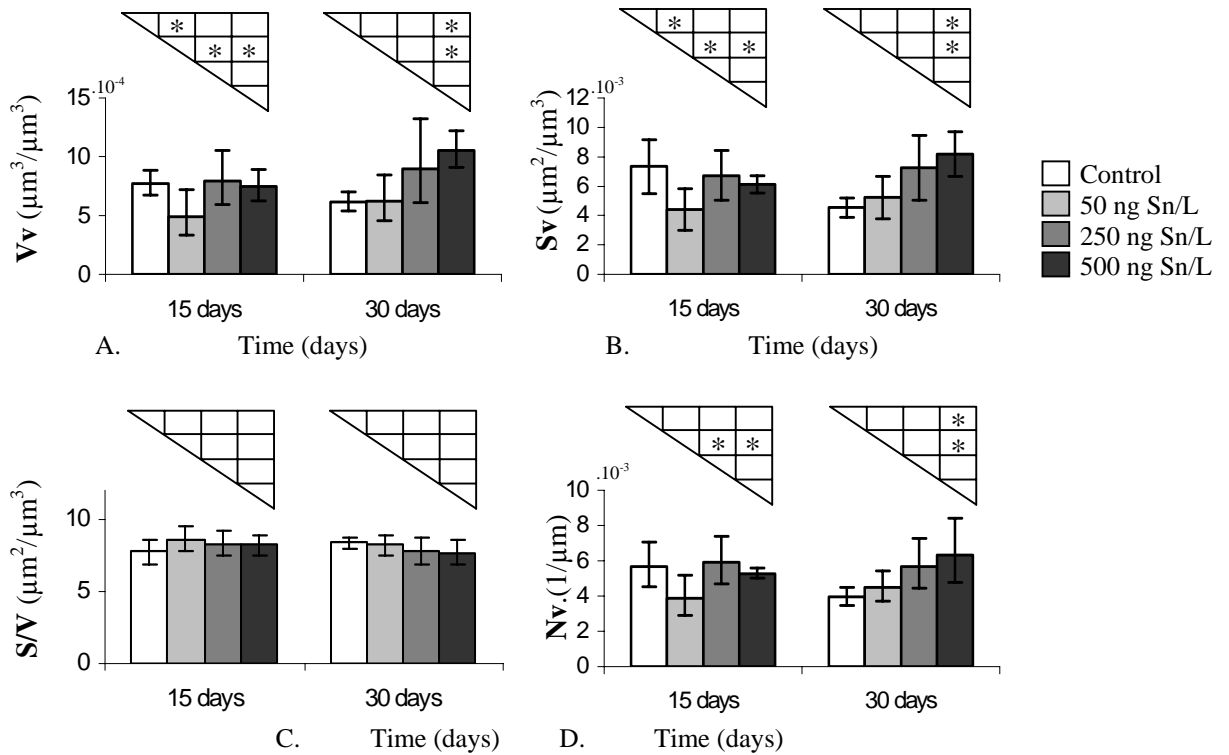 * * * *
* * *
·10⁻⁴
15
10
5
0
Vv (µm³/µm³)
15 days 30 days
A. Time (days)
* * * *
* * *
·10⁻³
12
10
8
6
4
2
0
Sv (µm²/µm³)
15 days 30 days
B. Time (days)
Control
50 ng Sn/L
250 ng Sn/L
500 ng Sn/L
10
5
0
S/V (µm²/µm³)
15 days 30 days
C. Time (days)
*
* * *
.10⁻³
10
8
6
4
2
0
Nv.(1/µm)
15 days 30 days
D. Time (days)